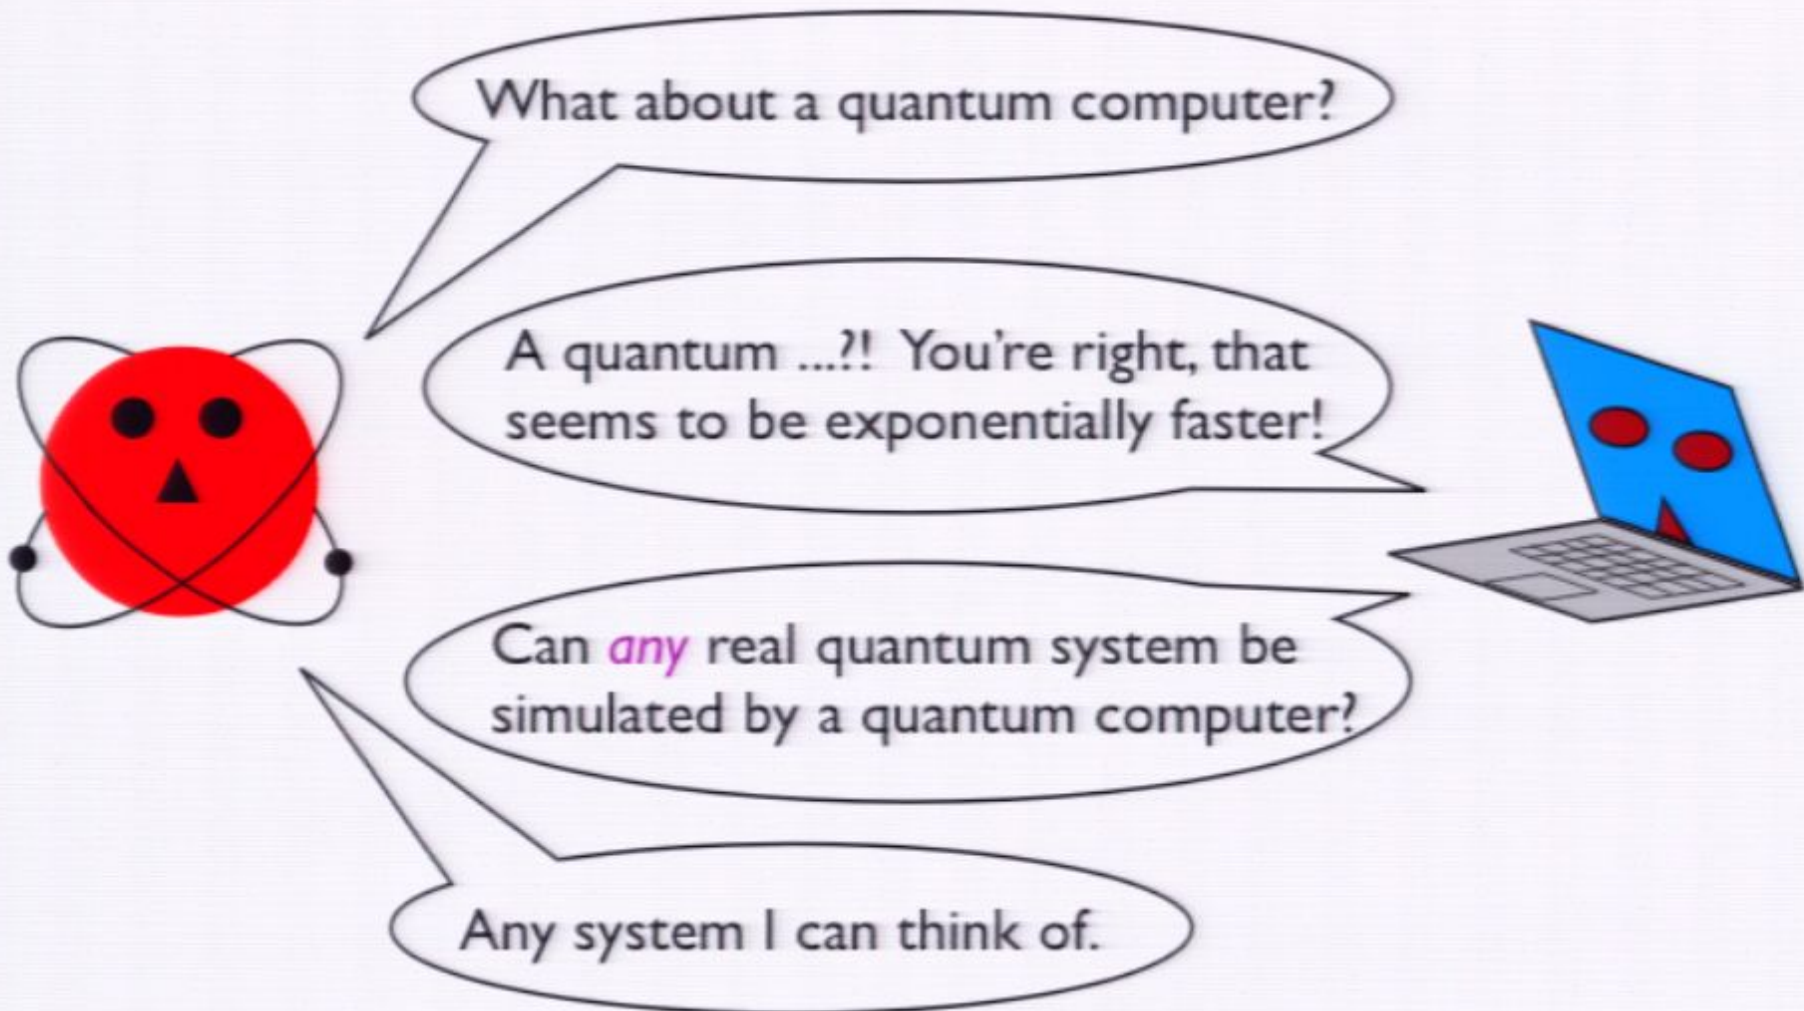 What about a quantum computer?
A quantum ...?! You're right, that
seems to be exponentially faster!
Can any real quantum system be
simulated by a quantum computer?
Any system I can think of.